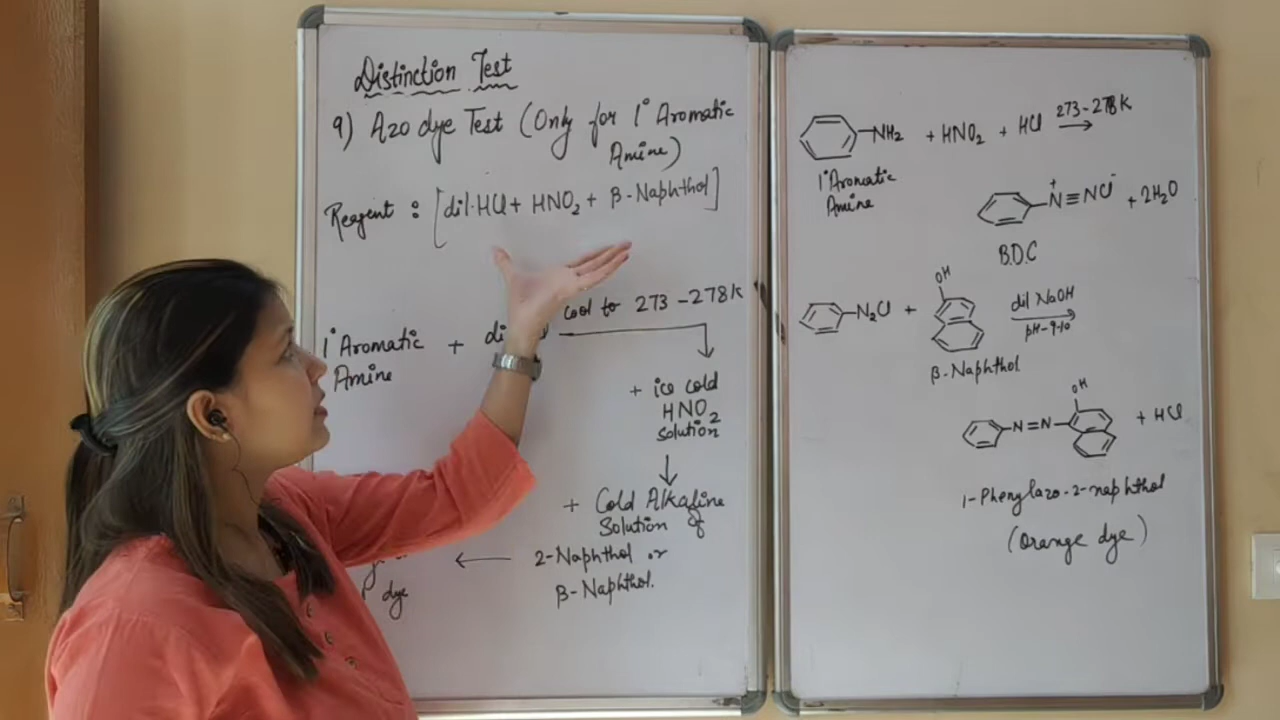 Distinction Test
9) Azo dye Test (Only for 1° Aromatic
Amine)
Reagent : [dil·HCl + HNO2 + β-Naphthol]
cool to 273 - 278K
1° Aromatic +
Amine
+ ice cold
HNO2
Solution
+ Cold Alkaline
Solution of
2-Naphthol or
β-Naphthol.
dye
273-278K
NH2 + HNO2 + HCl →
1° Aromatic
Amine
N⁺≡NCl⁻ + 2H2O
B.D.C
OH
N2Cl +
dil NaOH
pH-9-10
β-Naphthol
OH
N=N + HCl
1-Phenylazo-2-naphthol
(Orange dye)